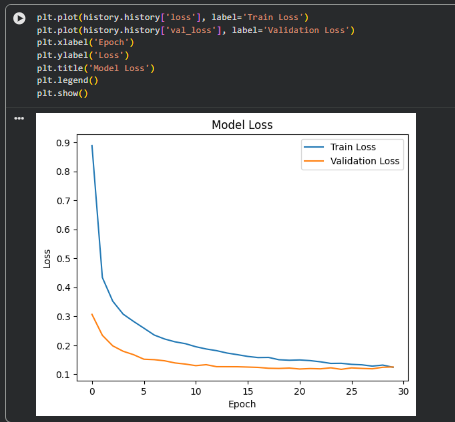 plt.plot(history.history['loss'], label='Train Loss')
plt.plot(history.history['val_loss'], label='Validation Loss')
plt.xlabel('Epoch')
plt.ylabel('Loss')
plt.title('Model Loss')
plt.legend()
plt.show()
Model Loss
Train Loss
Validation Loss
0.9
0.8
0.7
0.6
0.5
0.4
0.3
0.2
0.1
Loss
0 5 10 15 20 25 30
Epoch